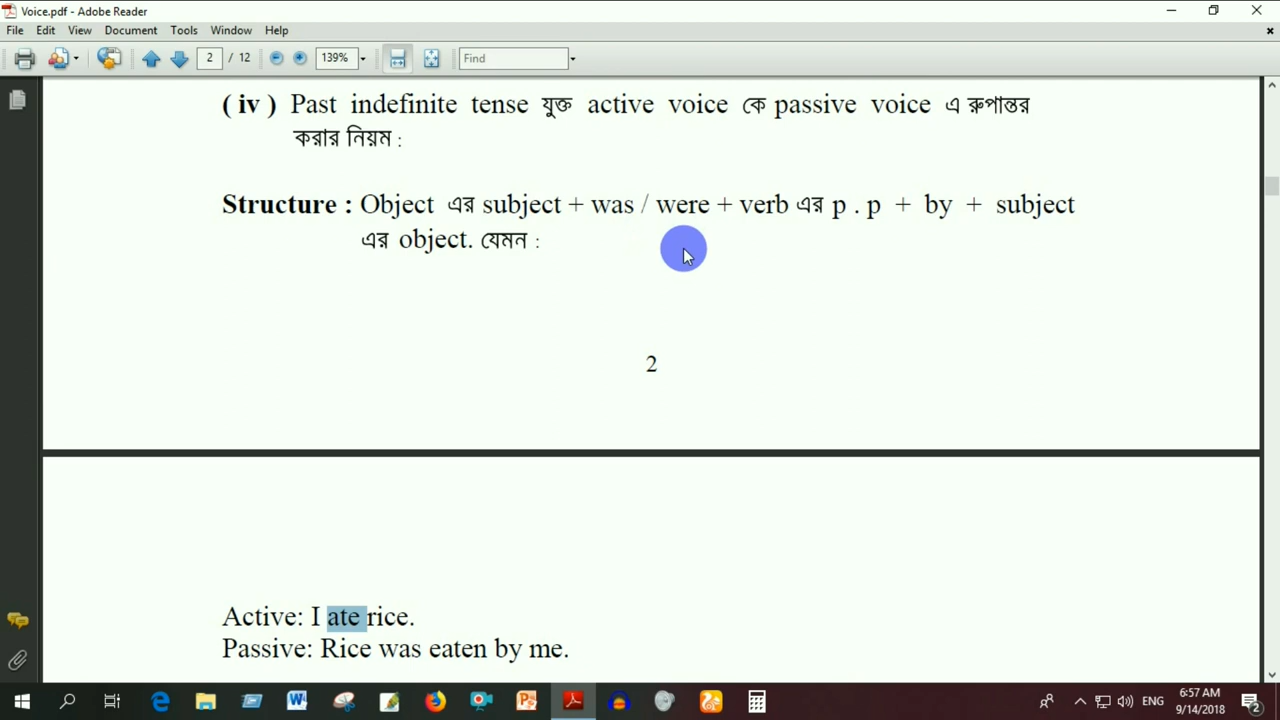 Voice.pdf - Adobe Reader
File Edit View Document Tools Window Help
2 / 12 139% Find
( iv ) Past indefinite tense যুক্ত active voice কে passive voice এ রুপান্তর
করার নিয়ম :
Structure : Object এর subject + was / were + verb এর p . p + by + subject
এর object. যেমন :
2
Active: I ate rice.
Passive: Rice was eaten by me.
ENG
6:57 AM
9/14/2018
2